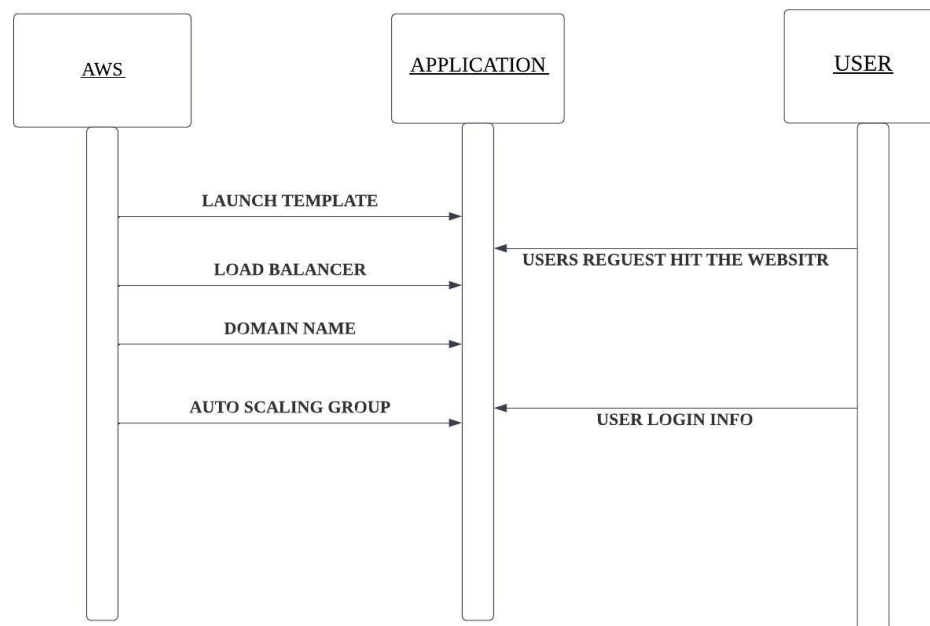 AWS
APPLICATION
USER
LAUNCH TEMPLATE
USERS REGUEST HIT THE WEBSITR
LOAD BALANCER
DOMAIN NAME
AUTO SCALING GROUP
USER LOGIN INFO